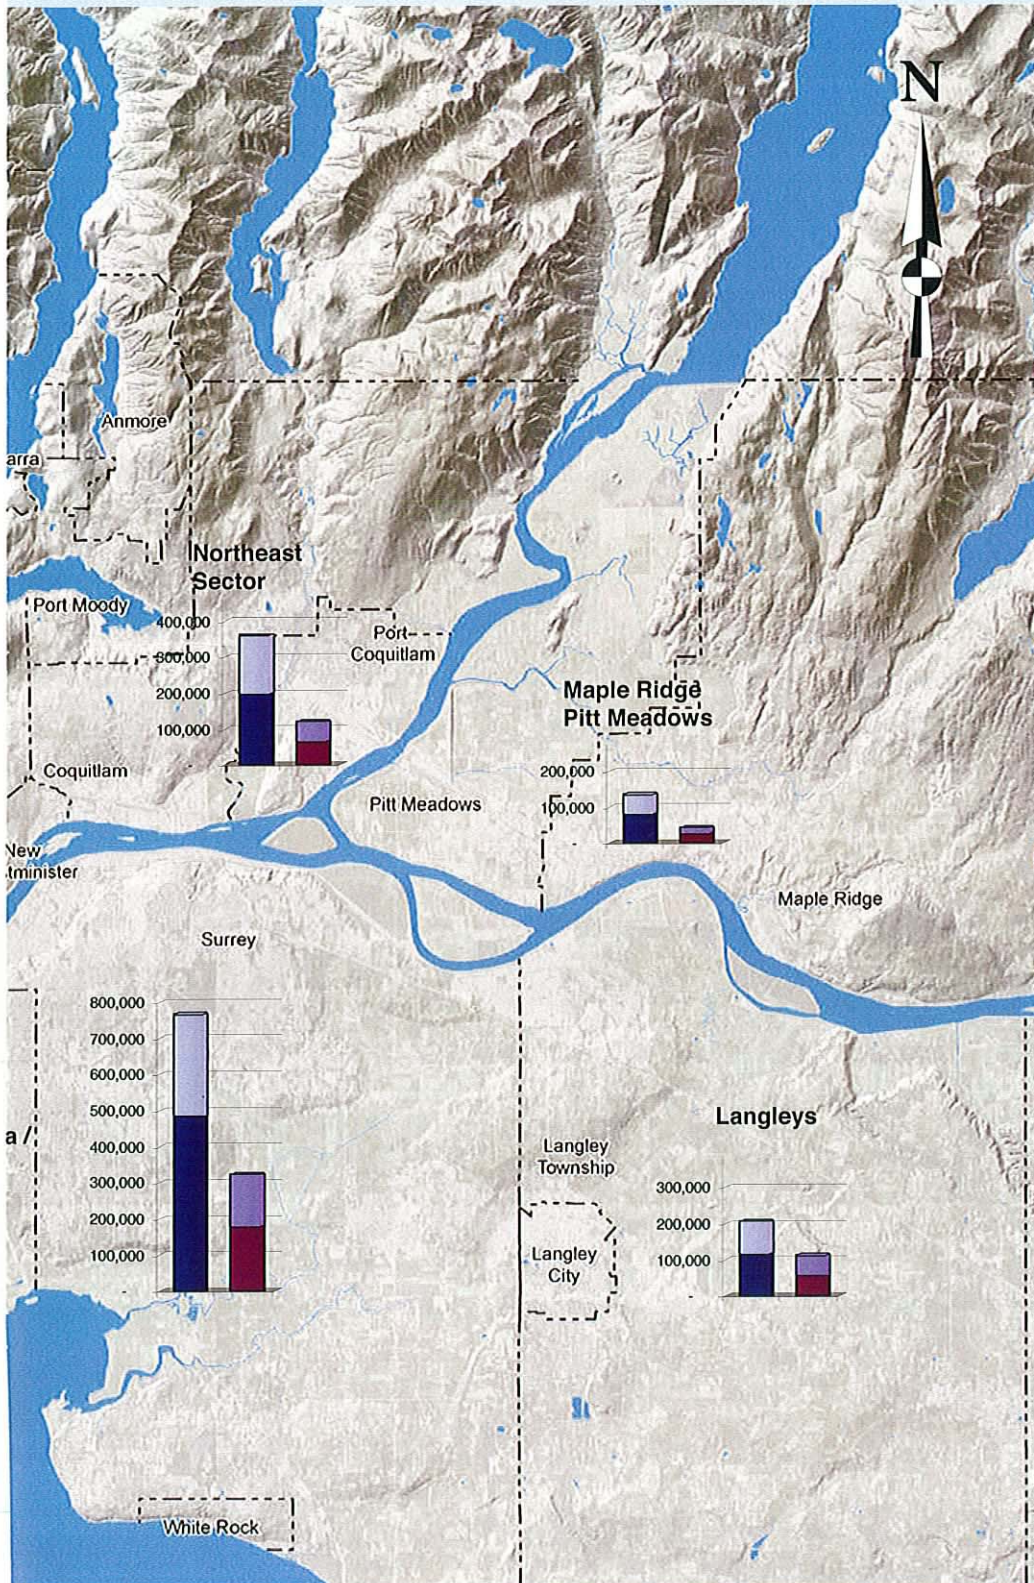 N
Anmore
arra
Northeast
Sector
Port Moody
400,000
300,000
200,000
100,000
-
Port
Coquitlam
Maple Ridge
Pitt Meadows
200,000
100,000
-
Coquitlam
Pitt Meadows
New
stminister
Maple Ridge
Surrey
800,000
700,000
600,000
500,000
400,000
300,000
200,000
100,000
-
a /
Langleys
Langley
Township
300,000
200,000
100,000
-
Langley
City
White Rock